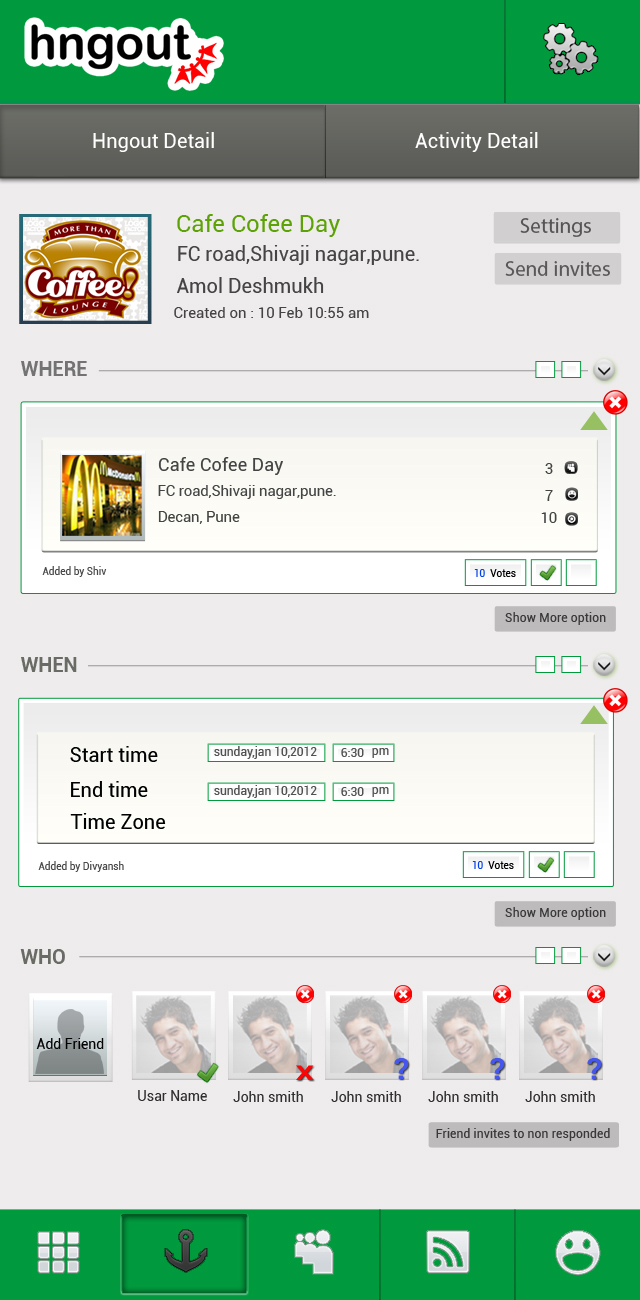 hngout
Hngout Detail
Activity Detail
MORE THAN
Coffee!
LOUNGE
Cafe Cofee Day
FC road,Shivaji nagar,pune.
Amol Deshmukh
Created on : 10 Feb 10:55 am
Settings
Send invites
WHERE
McDonald's
Cafe Cofee Day
FC road,Shivaji nagar,pune.
Decan, Pune
3
7
10
Added by Shiv
10 Votes
Show More option
WHEN
Start time
sunday,jan 10,2012
6:30 pm
End time
sunday,jan 10,2012
6:30 pm
Time Zone
Added by Divyansh
10 Votes
Show More option
WHO
Add Friend
Usar Name
John smith
John smith
John smith
John smith
?
?
?
Friend invites to non responded